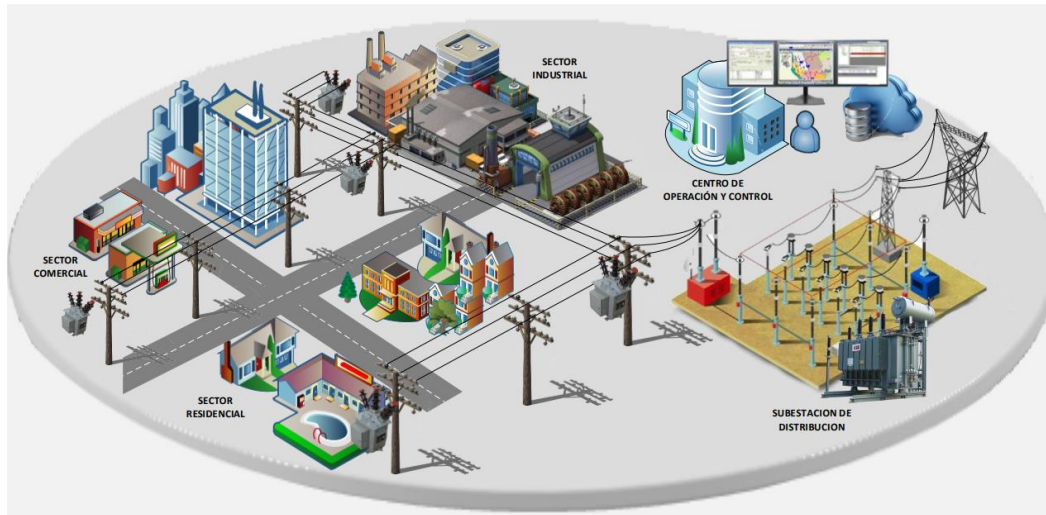 SECTOR
INDUSTRIAL
CENTRO DE
OPERACIÓN Y CONTROL
SECTOR
COMERCIAL
SECTOR
RESIDENCIAL
SUBESTACION DE
DISTRIBUCION